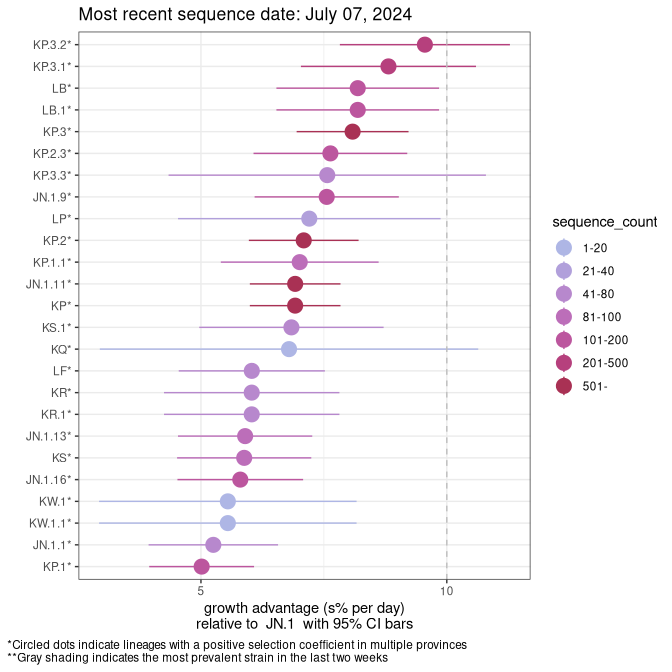 Most recent sequence date: July 07, 2024
KP.3.2*
KP.3.1*
LB*
LB.1*
KP.3*
KP.2.3*
KP.3.3*
JN.1.9*
LP*
KP.2*
KP.1.1*
JN.1.11*
KP*
KS.1*
KQ*
LF*
KR*
KR.1*
JN.1.13*
KS*
JN.1.16*
KW.1*
KW.1.1*
JN.1.1*
KP.1*
5
10
growth advantage (s% per day)
relative to JN.1 with 95% CI bars
sequence_count
1-20
21-40
41-80
81-100
101-200
201-500
501-
*Circled dots indicate lineages with a positive selection coefficient in multiple provinces
**Gray shading indicates the most prevalent strain in the last two weeks